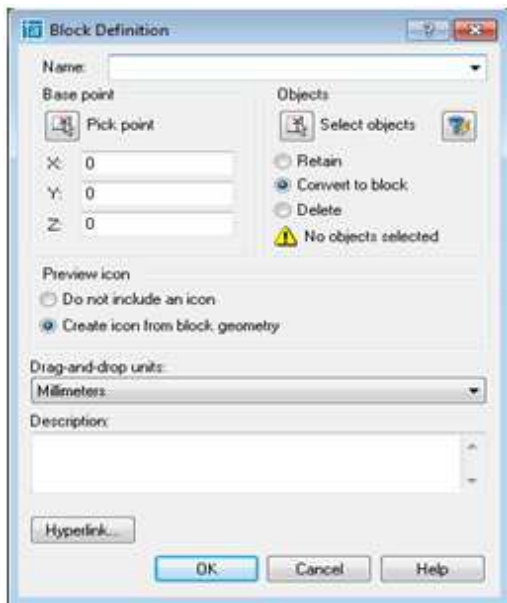 Block Definition
Name:
Base point
Pick point
X: 0
Y: 0
Z: 0
Objects
Select objects
Retain
Convert to block
Delete
No objects selected
Preview icon
Do not include an icon
Create icon from block geometry
Drag-and-drop units:
Millimeters
Description:
Hyperlink...
OK Cancel Help